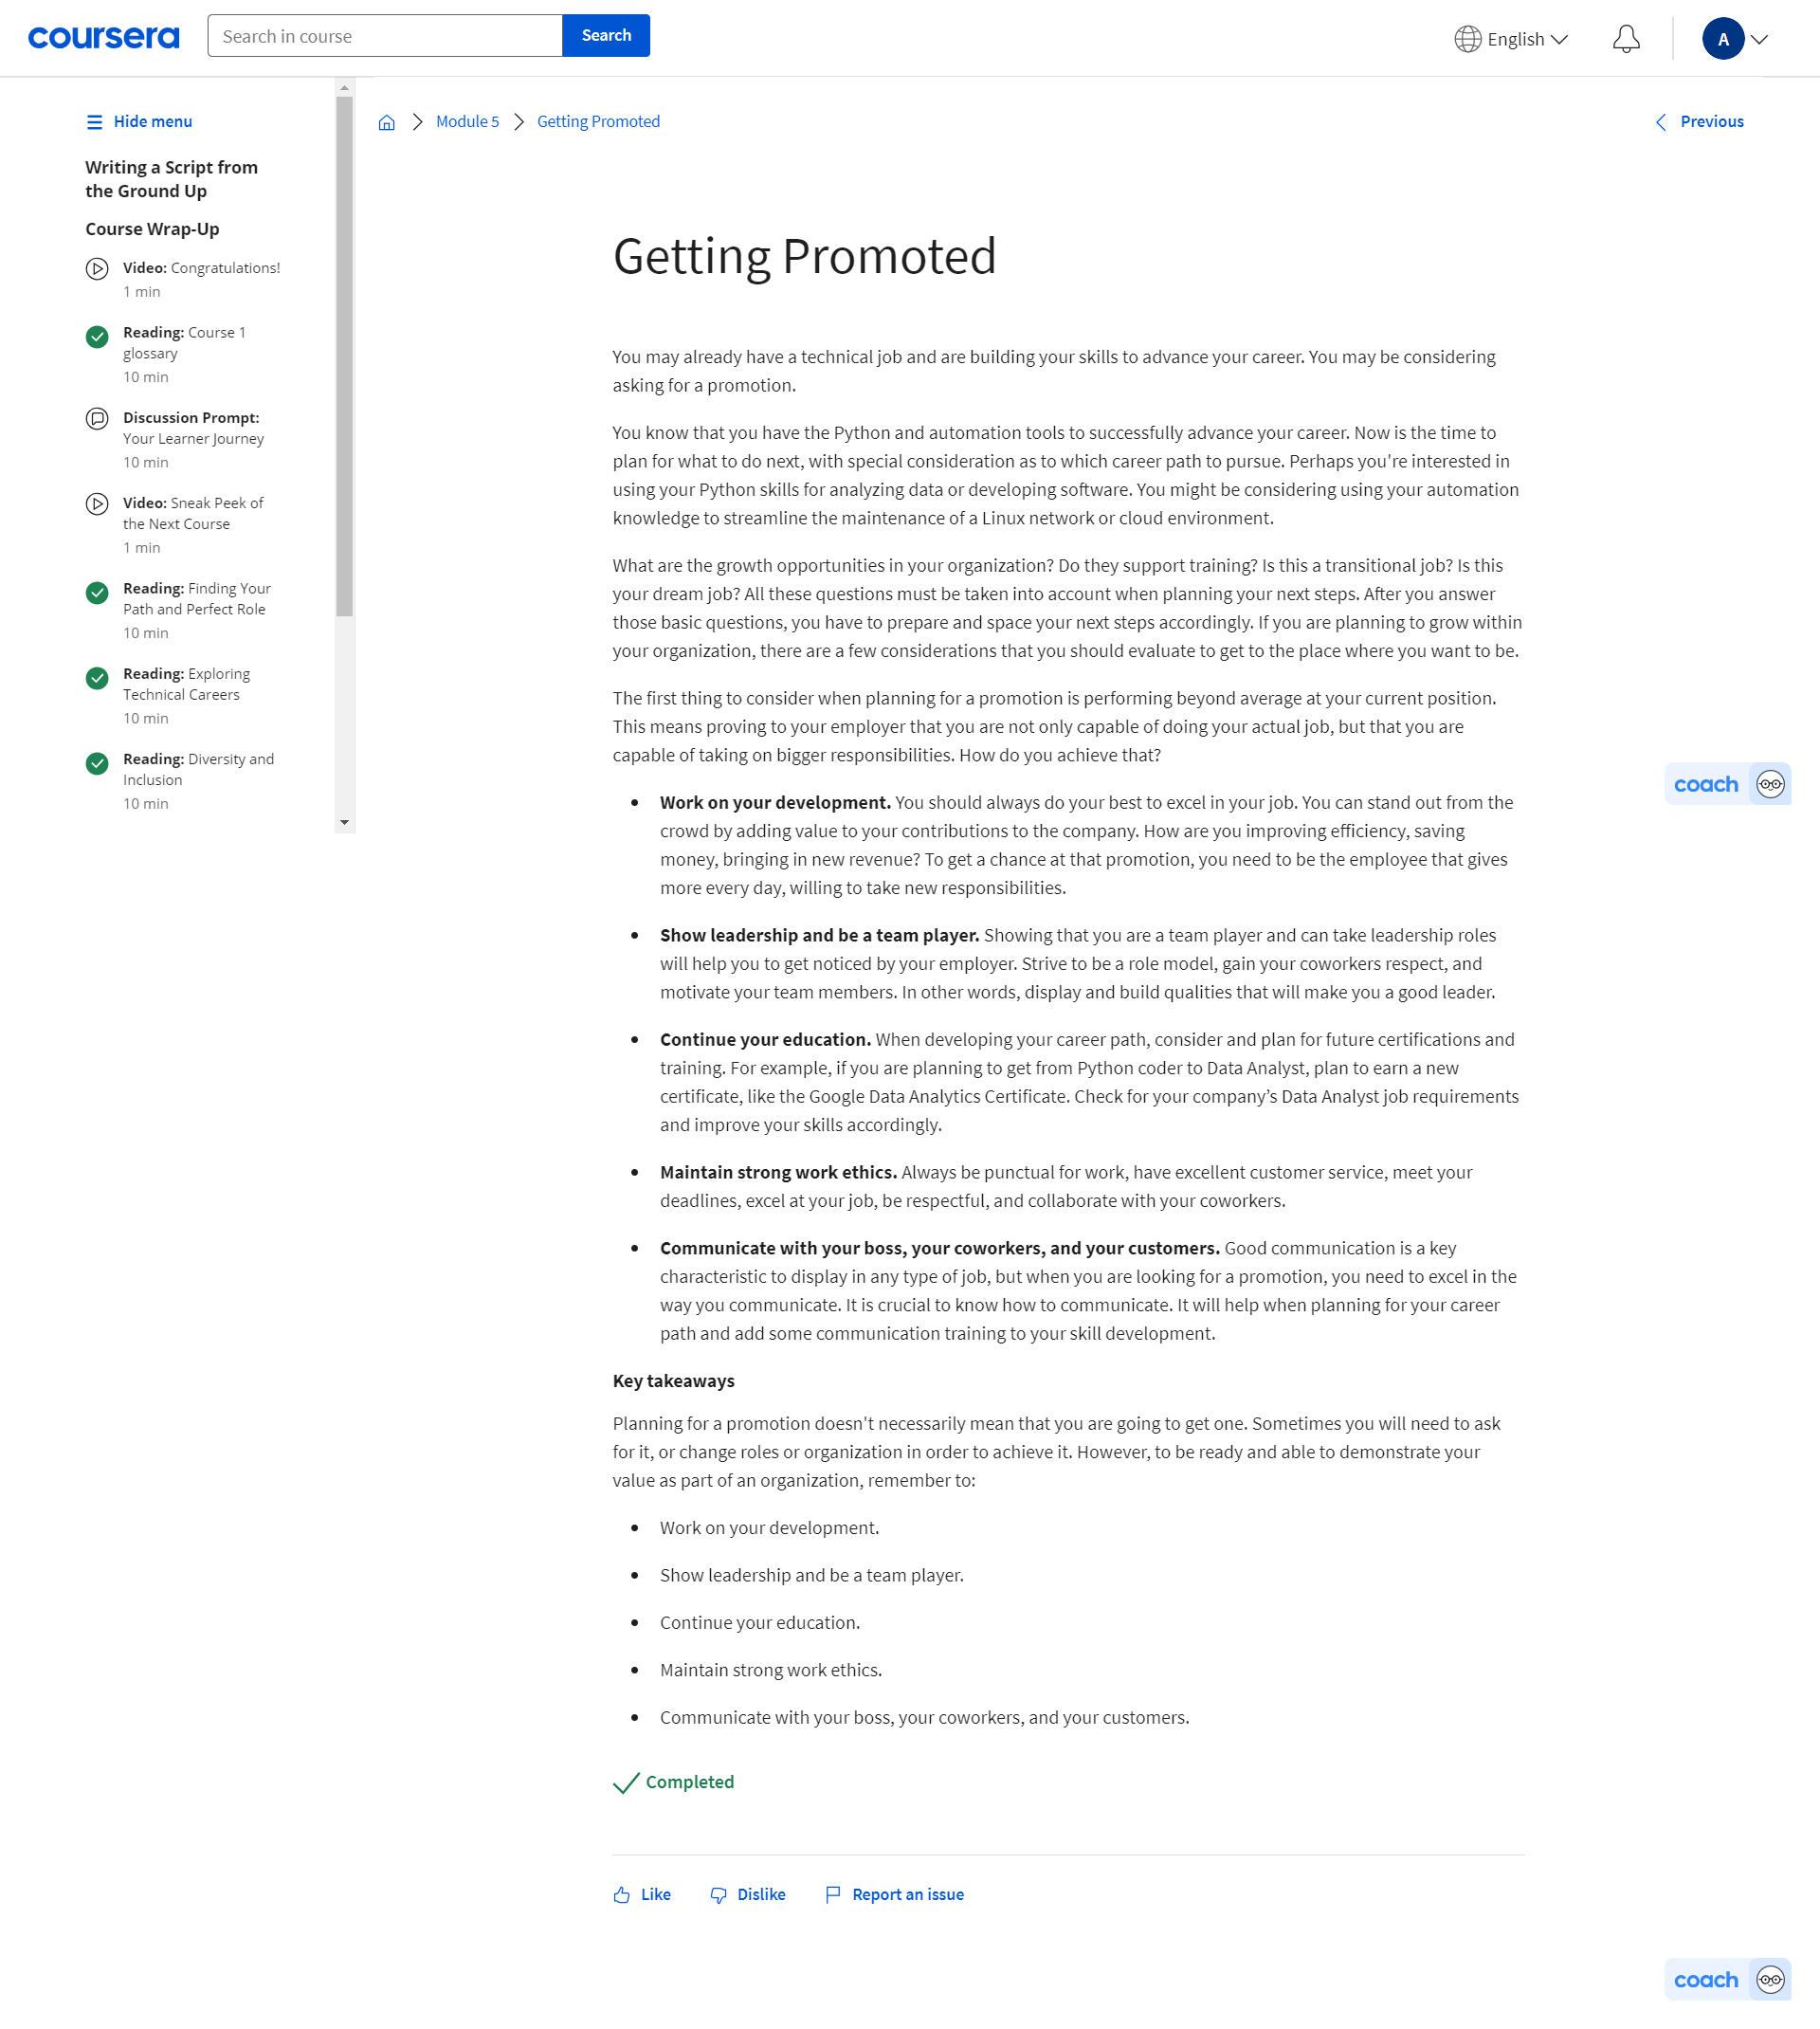 coursera
Search in course
Search
English
A
Hide menu
Writing a Script from
the Ground Up
Course Wrap-Up
Video: Congratulations!
1 min
Reading: Course 1
glossary
10 min
Discussion Prompt:
Your Learner Journey
10 min
Video: Sneak Peek of
the Next Course
1 min
Reading: Finding Your
Path and Perfect Role
10 min
Reading: Exploring
Technical Careers
10 min
Reading: Diversity and
Inclusion
10 min
Module 5
Getting Promoted
Previous
Getting Promoted
You may already have a technical job and are building your skills to advance your career. You may be considering
asking for a promotion.
You know that you have the Python and automation tools to successfully advance your career. Now is the time to
plan for what to do next, with special consideration as to which career path to pursue. Perhaps you're interested in
using your Python skills for analyzing data or developing software. You might be considering using your automation
knowledge to streamline the maintenance of a Linux network or cloud environment.
What are the growth opportunities in your organization? Do they support training? Is this a transitional job? Is this
your dream job? All these questions must be taken into account when planning your next steps. After you answer
those basic questions, you have to prepare and space your next steps accordingly. If you are planning to grow within
your organization, there are a few considerations that you should evaluate to get to the place where you want to be.
The first thing to consider when planning for a promotion is performing beyond average at your current position.
This means proving to your employer that you are not only capable of doing your actual job, but that you are
capable of taking on bigger responsibilities. How do you achieve that?
• Work on your development. You should always do your best to excel in your job. You can stand out from the
crowd by adding value to your contributions to the company. How are you improving efficiency, saving
money, bringing in new revenue? To get a chance at that promotion, you need to be the employee that gives
more every day, willing to take new responsibilities.
• Show leadership and be a team player. Showing that you are a team player and can take leadership roles
will help you to get noticed by your employer. Strive to be a role model, gain your coworkers respect, and
motivate your team members. In other words, display and build qualities that will make you a good leader.
• Continue your education. When developing your career path, consider and plan for future certifications and
training. For example, if you are planning to get from Python coder to Data Analyst, plan to earn a new
certificate, like the Google Data Analytics Certificate. Check for your company’s Data Analyst job requirements
and improve your skills accordingly.
• Maintain strong work ethics. Always be punctual for work, have excellent customer service, meet your
deadlines, excel at your job, be respectful, and collaborate with your coworkers.
• Communicate with your boss, your coworkers, and your customers. Good communication is a key
characteristic to display in any type of job, but when you are looking for a promotion, you need to excel in the
way you communicate. It is crucial to know how to communicate. It will help when planning for your career
path and add some communication training to your skill development.
Key takeaways
Planning for a promotion doesn't necessarily mean that you are going to get one. Sometimes you will need to ask
for it, or change roles or organization in order to achieve it. However, to be ready and able to demonstrate your
value as part of an organization, remember to:
• Work on your development.
• Show leadership and be a team player.
• Continue your education.
• Maintain strong work ethics.
• Communicate with your boss, your coworkers, and your customers.
Completed
Like
Dislike
Report an issue
coach
coach